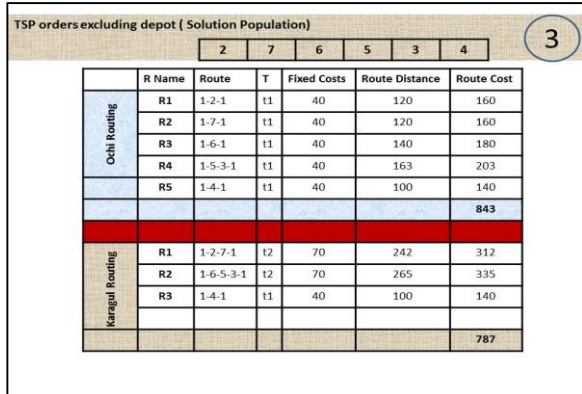 TSP orders excluding depot ( Solution Population)
3
2 7 6 5 3 4
R Name Route T Fixed Costs Route Distance Route Cost
Ochi Routing
R1 1-2-1 t1 40 120 160
R2 1-7-1 t1 40 120 160
R3 1-6-1 t1 40 140 180
R4 1-5-3-1 t1 40 163 203
R5 1-4-1 t1 40 100 140
843
Karagul Routing
R1 1-2-7-1 t2 70 242 312
R2 1-6-5-3-1 t2 70 265 335
R3 1-4-1 t1 40 100 140
787